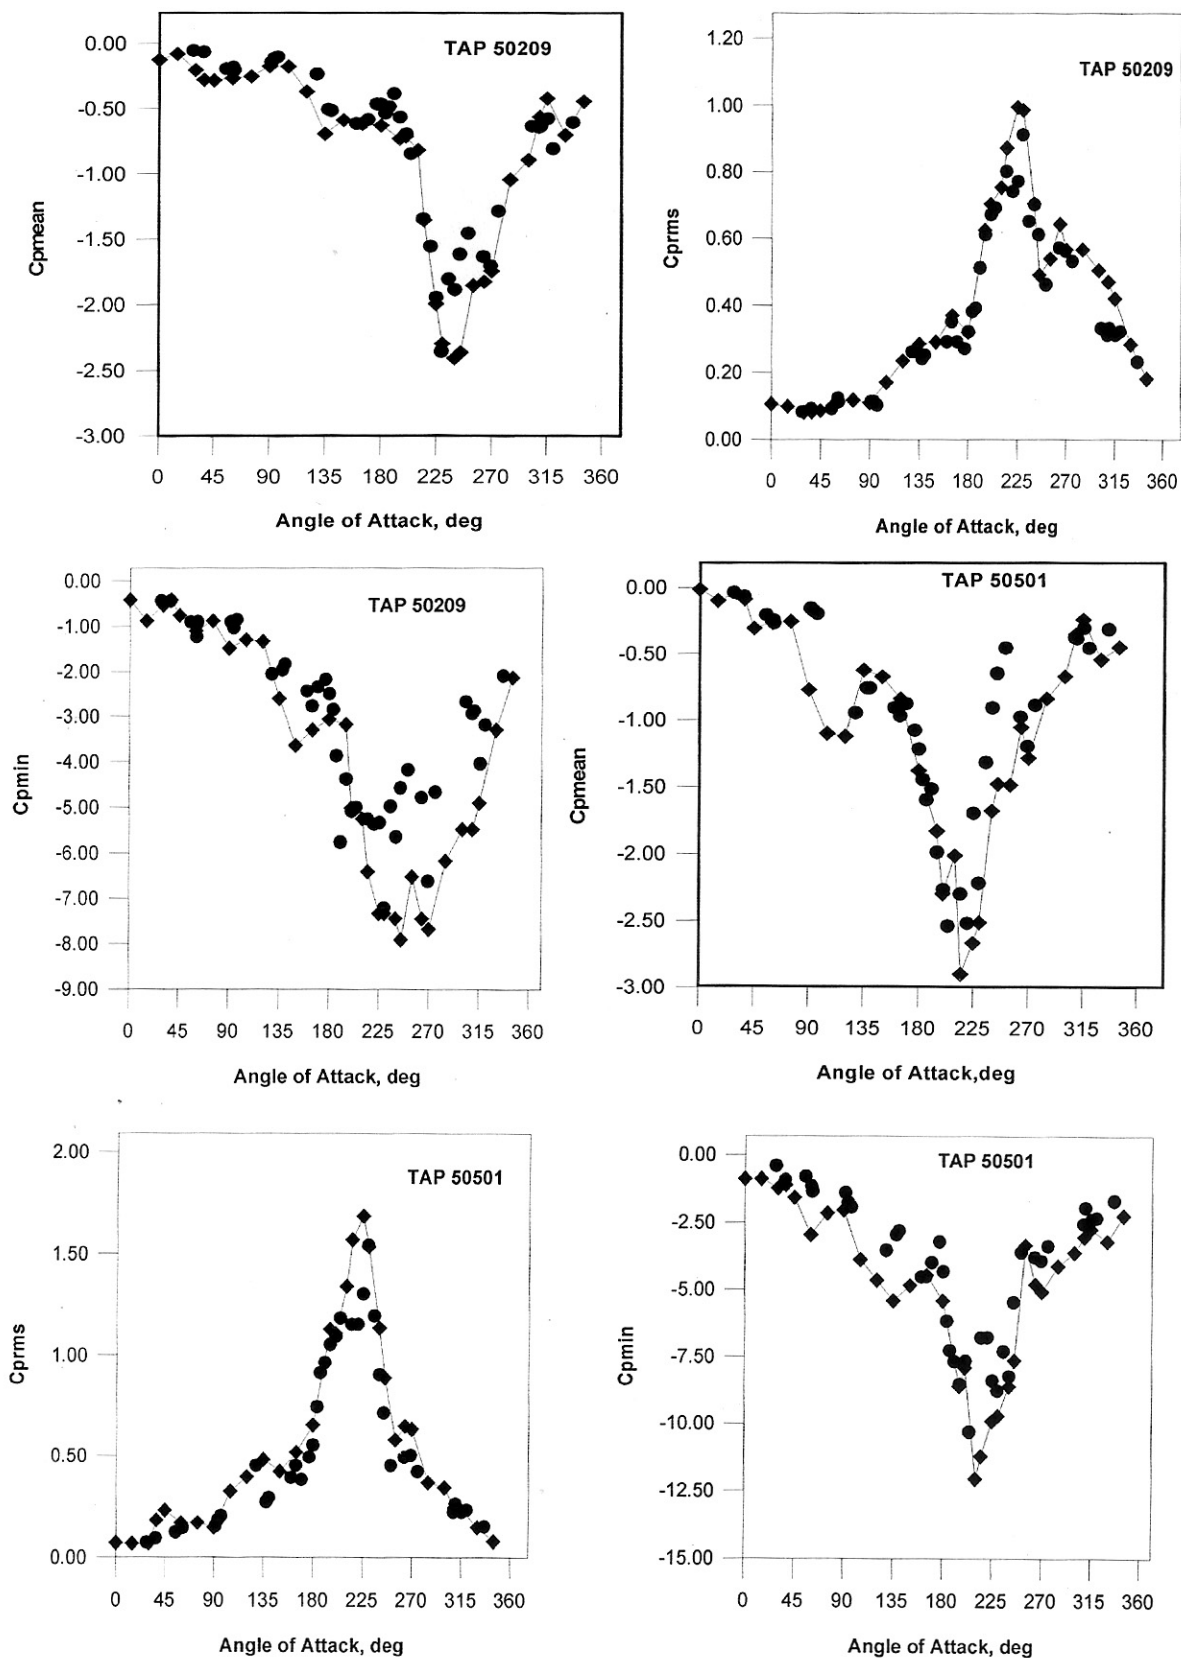 TAP 50209
0.00
-0.50
-1.00
-1.50
-2.00
-2.50
-3.00
Cpmean
0 45 90 135 180 225 270 315 360
Angle of Attack, deg
TAP 50209
1.20
1.00
0.80
0.60
0.40
0.20
0.00
Cprms
0 45 90 135 180 225 270 315 360
Angle of Attack, deg
TAP 50209
0.00
-1.00
-2.00
-3.00
-4.00
-5.00
-6.00
-7.00
-8.00
-9.00
Cpmin
0 45 90 135 180 225 270 315 360
Angle of Attack, deg
TAP 50501
0.00
-0.50
-1.00
-1.50
-2.00
-2.50
-3.00
Cpmean
0 45 90 135 180 225 270 315 360
Angle of Attack,deg
TAP 50501
2.00
1.50
1.00
0.50
0.00
Cprms
0 45 90 135 180 225 270 315 360
Angle of Attack, deg
TAP 50501
0.00
-2.50
-5.00
-7.50
-10.00
-12.50
-15.00
Cpmin
0 45 90 135 180 225 270 315 360
Angle of Attack, deg